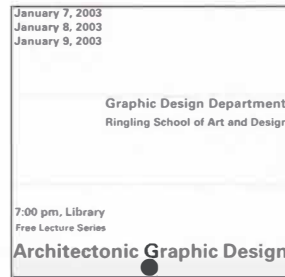 January 7, 2003
January 8, 2003
January 9, 2003
Graphic Design Department
Ringling School of Art and Design
7:00 pm, Library
Free Lecture Series
Architectonic Graphic Design